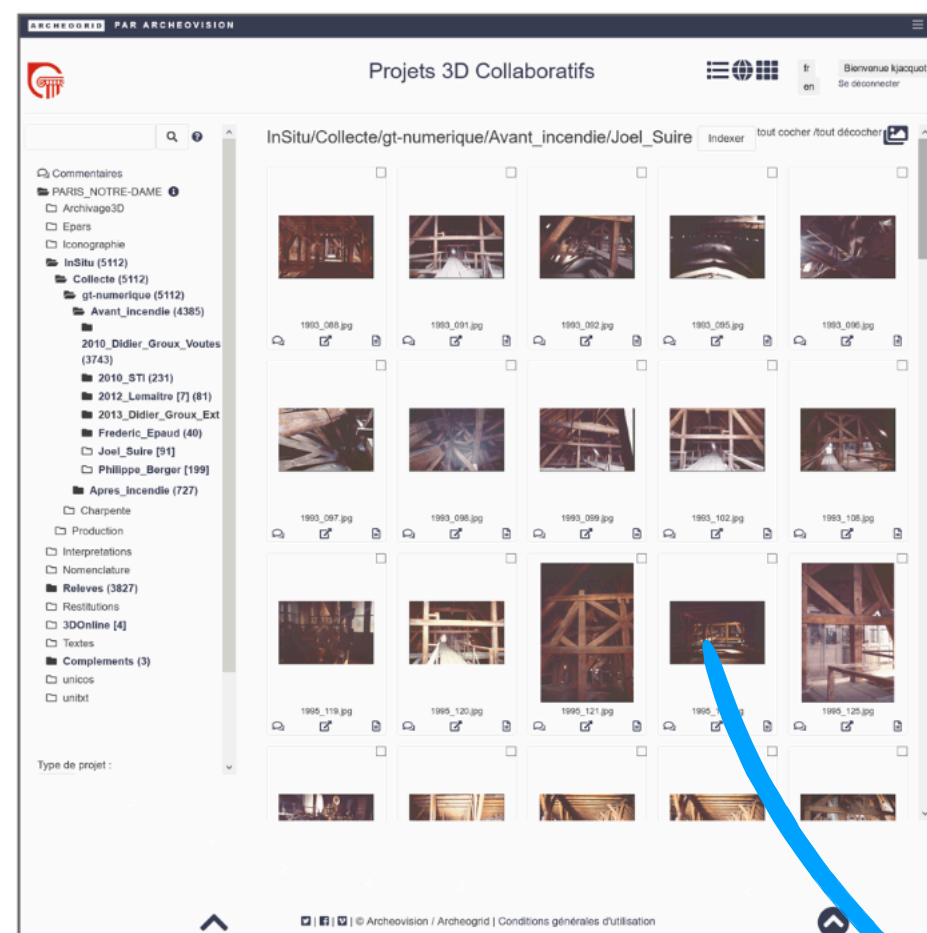 ARCHEOGRID PAR ARCHEOVISION
Projets 3D Collaboratifs
fr
en
Bienvenue kjacquot
Se déconnecter
Commentaires
PARIS_NOTRE-DAME
Archivage3D
Epars
Iconographie
InSitu (5112)
Collecte (5112)
gt-numerique (5112)
Avant_incendie (4385)
2010_Didier_Groux_Voutes
(3743)
2010_STI (231)
2012_Lemaitre [7] (81)
2013_Didier_Groux_Ext
Frederic_Epaud (40)
Joel_Suire [91]
Philippe_Berger [199]
Apres_incendie (727)
Charpente
Production
Interpretations
Nomenclature
Releves (3827)
Restitutions
3DOnline [4]
Textes
Complements (3)
unicos
unitxt
Type de projet :
InSitu/Collecte/gt-numerique/Avant_incendie/Joel_Suire
Indexer
tout cocher /tout décocher
1993_088.jpg
1993_091.jpg
1993_092.jpg
1993_095.jpg
1993_096.jpg
1993_097.jpg
1993_098.jpg
1993_099.jpg
1993_102.jpg
1993_108.jpg
1995_119.jpg
1995_120.jpg
1995_121.jpg
1995_125.jpg
| © Archeovision / Archeogrid | Conditions générales d'utilisation